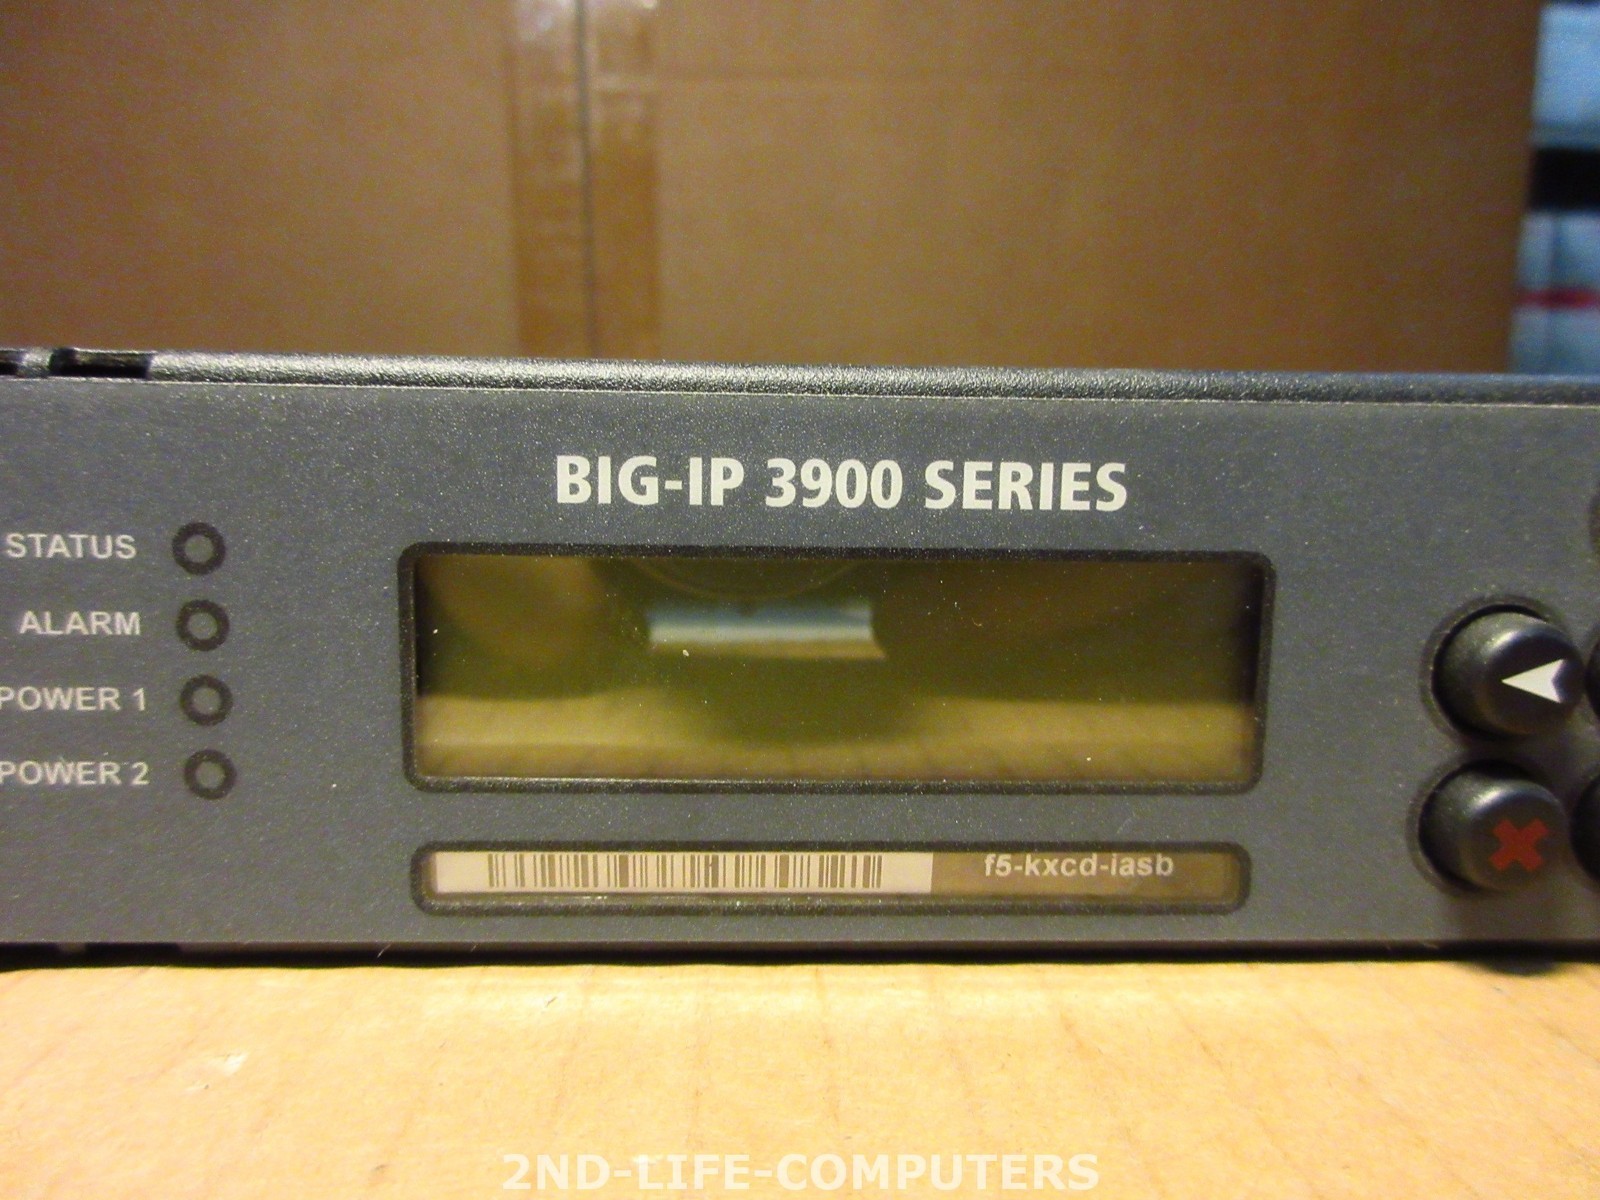 BIG-IP 3900 SERIES
STATUS
ALARM
POWER 1
POWER 2
f5-kxcd-iasb
2ND-LIFE-COMPUTERS